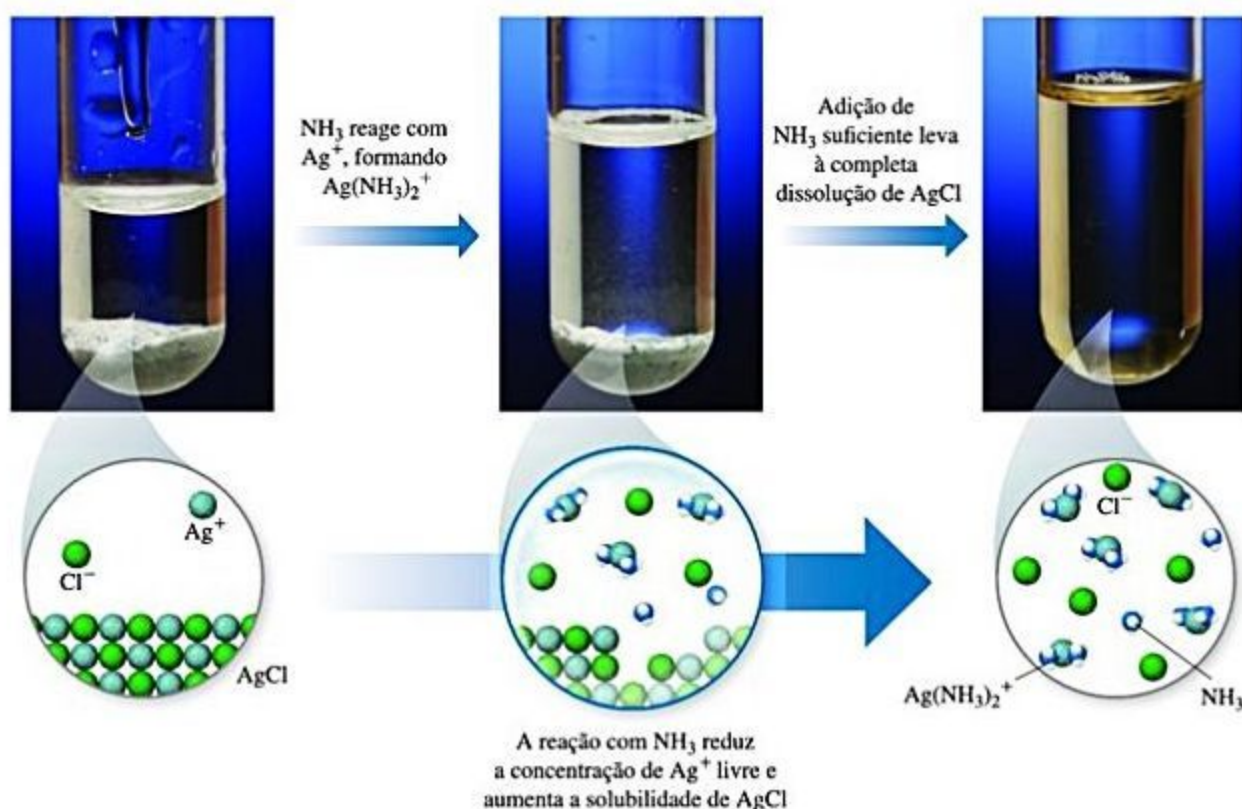 NH₃ reage com
Ag⁺, formando
Ag(NH₃)₂⁺
Adição de
NH₃ suficiente leva
à completa
dissolução de AgCl
Ag⁺
Cl⁻
AgCl
Cl⁻
Ag(NH₃)₂⁺
NH₃
A reação com NH₃ reduz
a concentração de Ag⁺ livre e
aumenta a solubilidade de AgCl